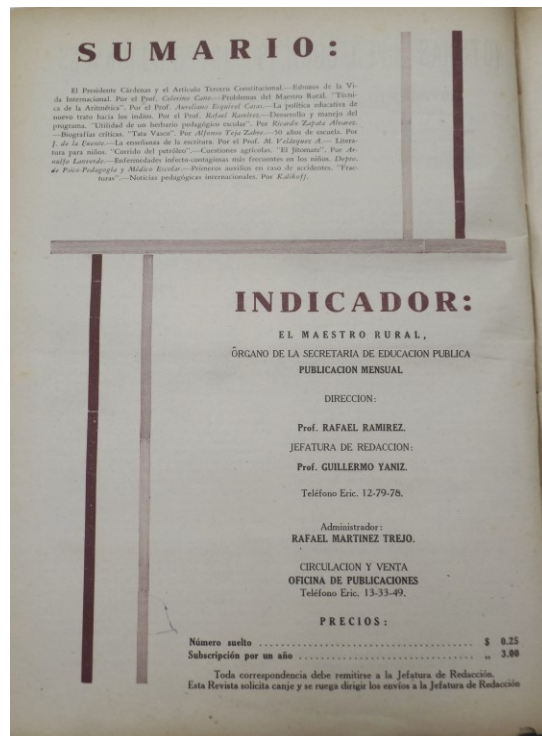 SUMARIO:
El Presidente Cárdenas y el Artículo Tercero Constitucional.—Esbozos de la Vi-
da Internacional. Por el Prof. Celerino Cano.—Problemas del Maestro Rural. "Técni-
ca de la Aritmética". Por el Prof. Aureliano Esquivel Casas.—La política educativa de
nuevo trato hacia los indios. Por el Prof. Rafael Ramírez.—Desarrollo y manejo del
programa. "Utilidad de un herbario pedagógico escolar". Por Ricardo Zapata Alvarez.
—Biografías críticas. "Tata Vasco". Por Alfonso Teja Zabre.—50 años de escuela. Por
J. de la Fuente.—La enseñanza de la escritura. Por el Prof. M. Velázquez A.— Litera-
tura para niños. "Corrido del petróleo".—Cuestiones agrícolas. "El Jitomate". Por Ar-
nulfo Lanverde.—Enfermedades infecto-contagiosas más frecuentes en los niños. Depto.
de Psico-Pedagogía y Médico Escolar.—Primeros auxilios en caso de accidentes. "Frac-
turas".—Noticias pedagógicas internacionales. Por Kalikoff.
INDICADOR:
EL MAESTRO RURAL,
ÓRGANO DE LA SECRETARIA DE EDUCACION PUBLICA
PUBLICACION MENSUAL
DIRECCION:
Prof. RAFAEL RAMIREZ.
JEFATURA DE REDACCION:
Prof. GUILLERMO YANIZ.
Teléfono Eric. 12-79-78.
Administrador:
RAFAEL MARTINEZ TREJO.
CIRCULACION Y VENTA
OFICINA DE PUBLICACIONES
Teléfono Eric. 13-33-49.
PRECIOS:
Número suelto ........................................ $ 0.25
Subscripción por un año ................................ „ 3.00
Toda correspondencia debe remitirse a la Jefatura de Redacción.
Esta Revista solicita canje y se ruega dirigir los envíos a la Jefatura de Redacción